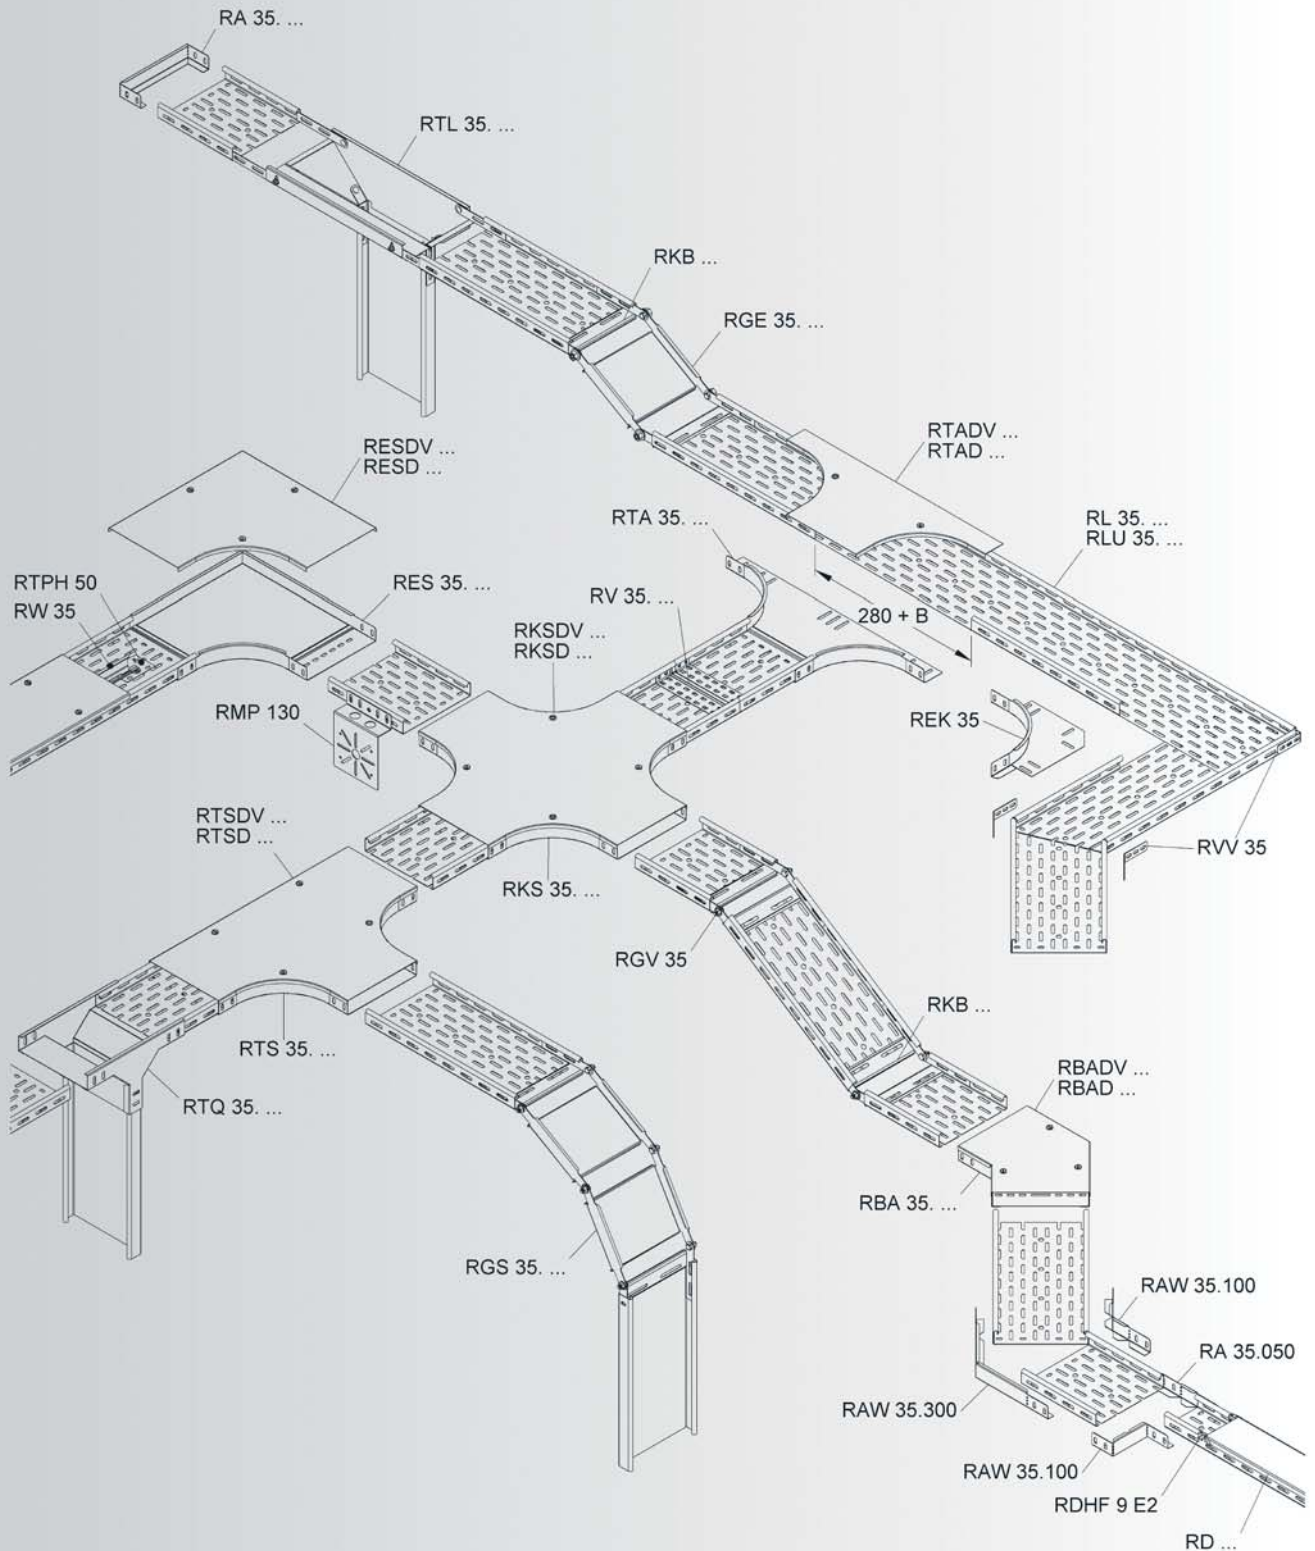 RA 35. ...
RTL 35. ...
RKB ...
RGE 35. ...
RTADV ...
RTAD ...
RESDV ...
RESD ...
RL 35. ...
RLU 35. ...
RTA 35. ...
RTPH 50
RW 35
RES 35. ...
RV 35. ...
280 + B
RKSDV ...
RKSD ...
RMP 130
REK 35
RTSDV ...
RTSD ...
RVV 35
RKS 35. ...
RGV 35
RKB ...
RTS 35. ...
RBADV ...
RBAD ...
RTQ 35. ...
RBA 35. ...
RGS 35. ...
RAW 35.100
RA 35.050
RAW 35.300
RAW 35.100
RDHF 9 E2
RD ...